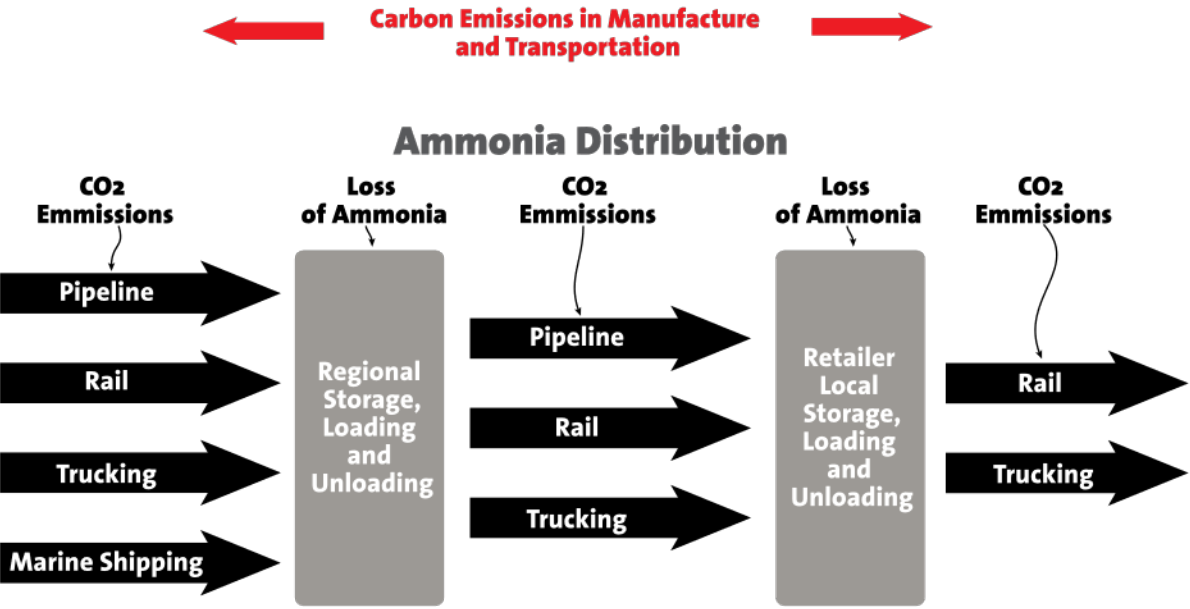 Carbon Emissions in Manufacture
and Transportation
Ammonia Distribution
CO2
Emmissions
Loss
of Ammonia
CO2
Emmissions
Loss
of Ammonia
CO2
Emmissions
Pipeline
Rail
Trucking
Marine Shipping
Regional
Storage,
Loading
and
Unloading
Pipeline
Rail
Trucking
Retailer
Local
Storage,
Loading
and
Unloading
Rail
Trucking